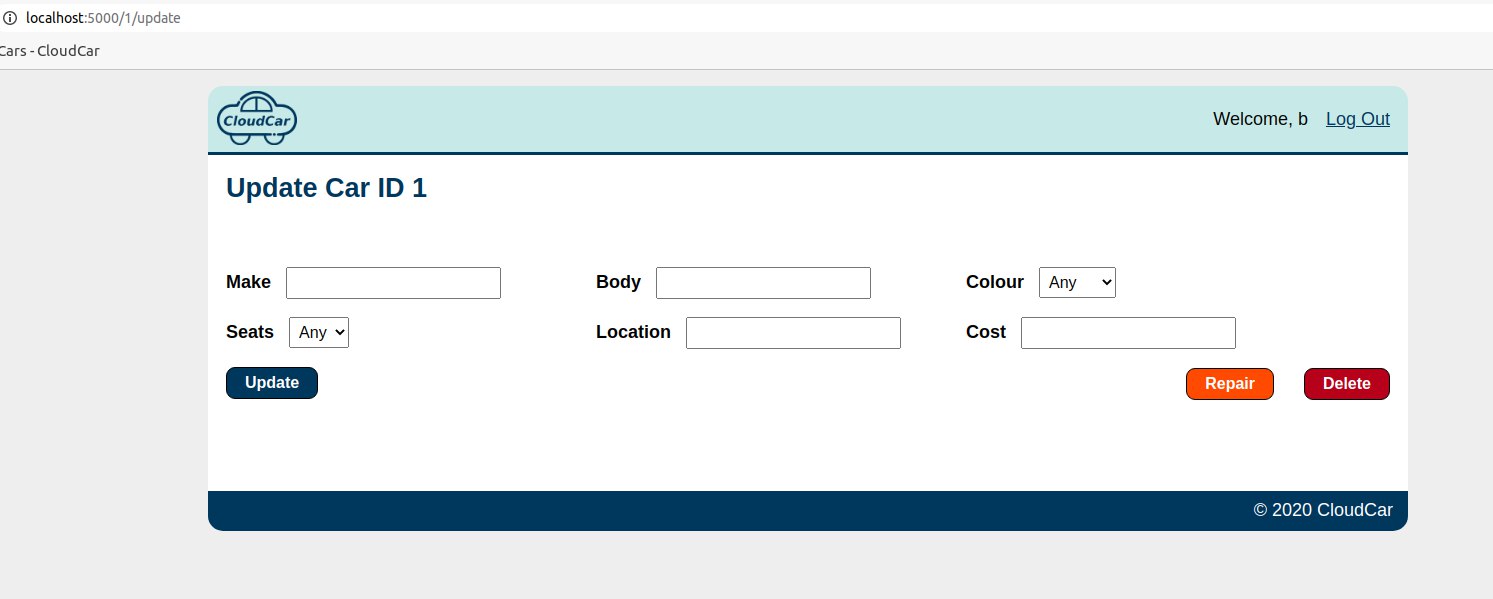 localhost:5000/1/update
Cars - CloudCar
CloudCar
Welcome, b Log Out
Update Car ID 1
Make Body Colour Any
Seats Any Location Cost
Update Repair Delete
© 2020 CloudCar